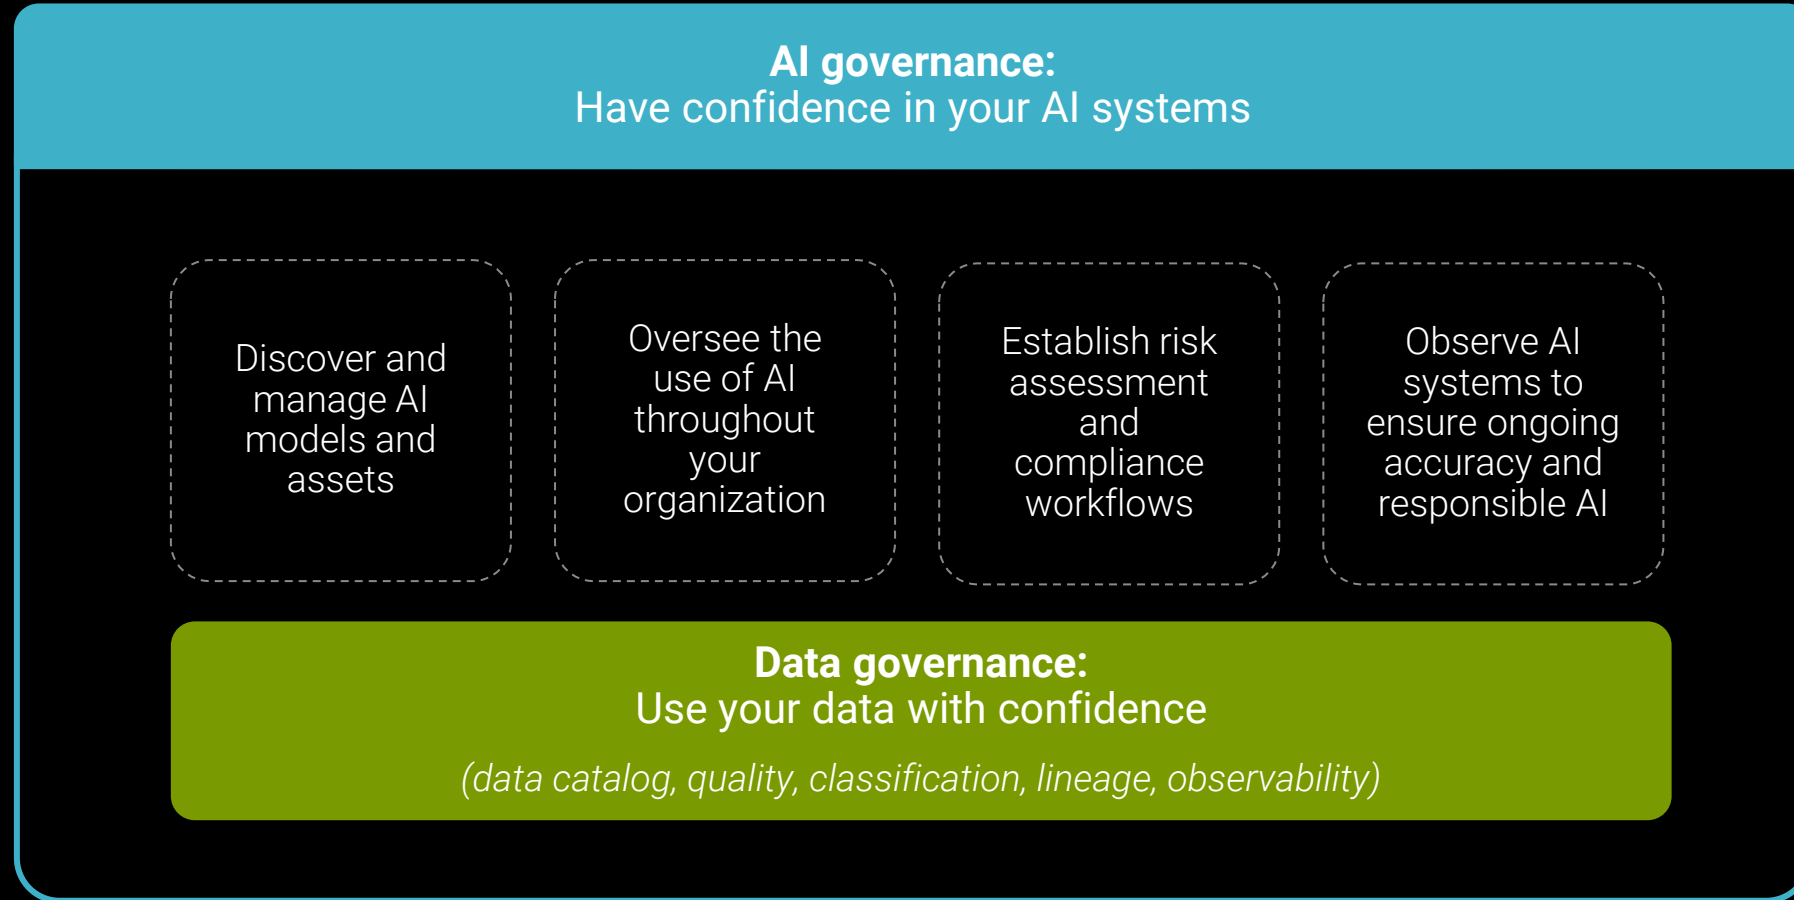 AI governance:
Have confidence in your AI systems
Discover and
manage AI
models and
assets
Oversee the
use of AI
throughout
your
organization
Establish risk
assessment
and
compliance
workflows
Observe AI
systems to
ensure ongoing
accuracy and
responsible AI
Data governance:
Use your data with confidence
(data catalog, quality, classification, lineage, observability)